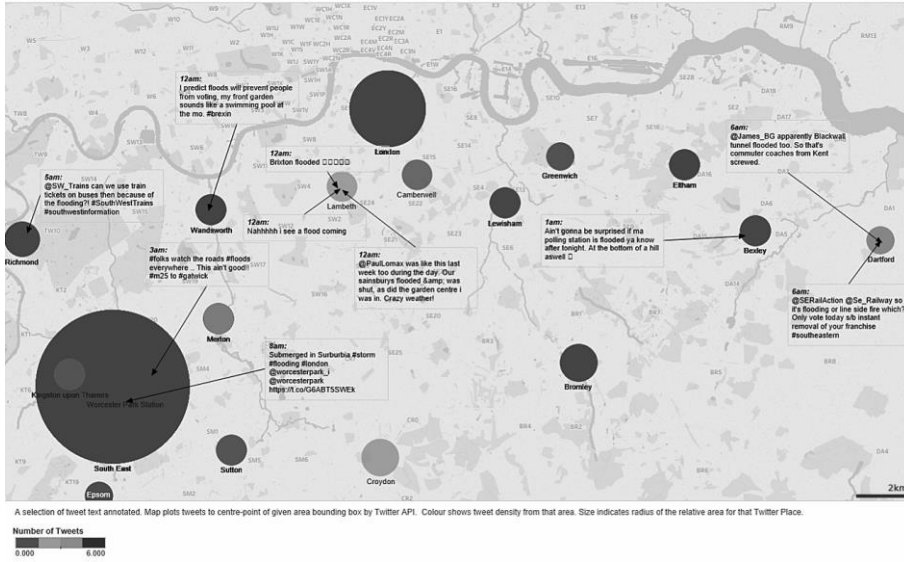 12am:
I predict floods will prevent people
from voting, my front garden
sounds like a swimming pool at
the mo. #brexin
London
12am:
Brixton flooded
Lambeth
Camberwell
Greenwich
Eltham
6am:
@James_BG apparently Blackwall
tunnel flooded too. So that's
commuter coaches from Kent
screwed.
5am:
@SW_Trains can we use train
tickets on buses then because of
the flooding?! #SouthWestTrains
#southwestinformation
Richmond
Wandsworth
12am:
Nahhhhh i see a flood coming
Lewisham
1am:
Ain't gonna be surprised if ma
polling station is flooded ya know
after tonight. At the bottom of a hill
aswell
Bexley
Dartford
3am:
#folks watch the roads #floods
everywhere .. This ain't good!!
#m25 to #gatwick
12am:
@PaulLomax was like this last
week too during the day. Our
sainsburys flooded &amp; was
shut, as did the garden centre i
was in. Crazy weather!
6am:
@SERailAction @Se_Railway so
it's flooding or line side fire which?
Only vote today s/b instant
removal of your franchise
#southeastern
Merton
8am:
Submerged in Surburbia #storm
#flooding #london
@worcesterpark_i
@worcesterpark
https://t.co/G6ABT5SWEk
Kingston upon Thames
Worcester Park Station
South East
Bromley
Sutton
Croydon
Epsom
2km
A selection of tweet text annotated. Map plots tweets to centre-point of given area bounding box by Twitter API. Colour shows tweet density from that area. Size indicates radius of the relative area for that Twitter Place.
Number of Tweets
0.000 6.000